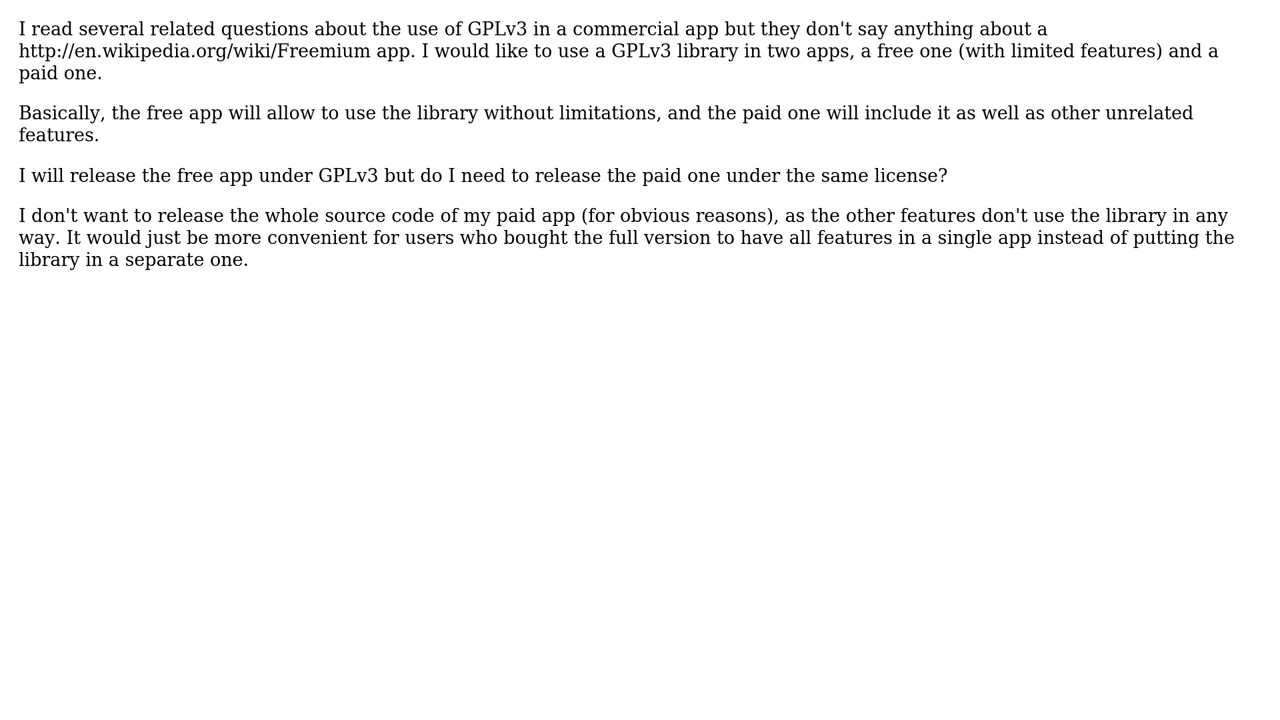 I read several related questions about the use of GPLv3 in a commercial app but they don't say anything about a
http://en.wikipedia.org/wiki/Freemium app. I would like to use a GPLv3 library in two apps, a free one (with limited features) and a
paid one.
Basically, the free app will allow to use the library without limitations, and the paid one will include it as well as other unrelated
features.
I will release the free app under GPLv3 but do I need to release the paid one under the same license?
I don't want to release the whole source code of my paid app (for obvious reasons), as the other features don't use the library in any
way. It would just be more convenient for users who bought the full version to have all features in a single app instead of putting the
library in a separate one.